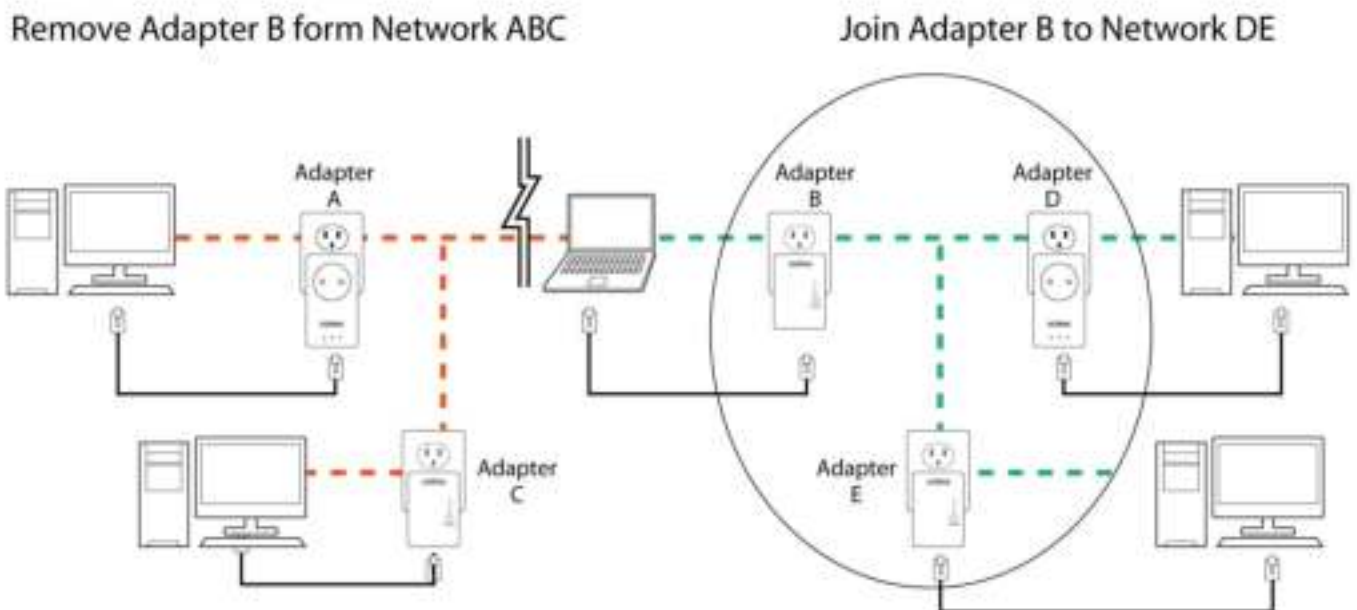 Remove Adapter B form Network ABC
Join Adapter B to Network DE
Adapter
A
Adapter
B
Adapter
D
Adapter
C
Adapter
E